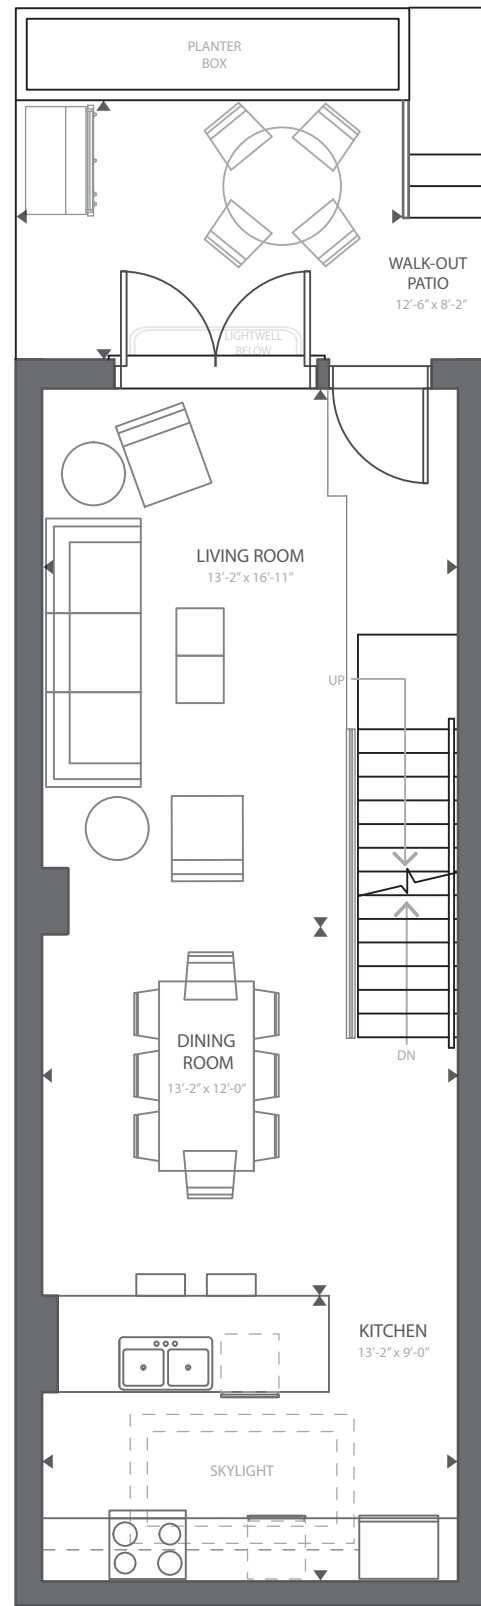 PLANTER
BOX
WALK-OUT
PATIO
12'-6" x 8'-2"
LIGHTWELL
BELOW
LIVING ROOM
13'-2" x 16'-11"
UP
DINING
ROOM
13'-2" x 12'-0"
DN
KITCHEN
13'-2" x 9'-0"
SKYLIGHT